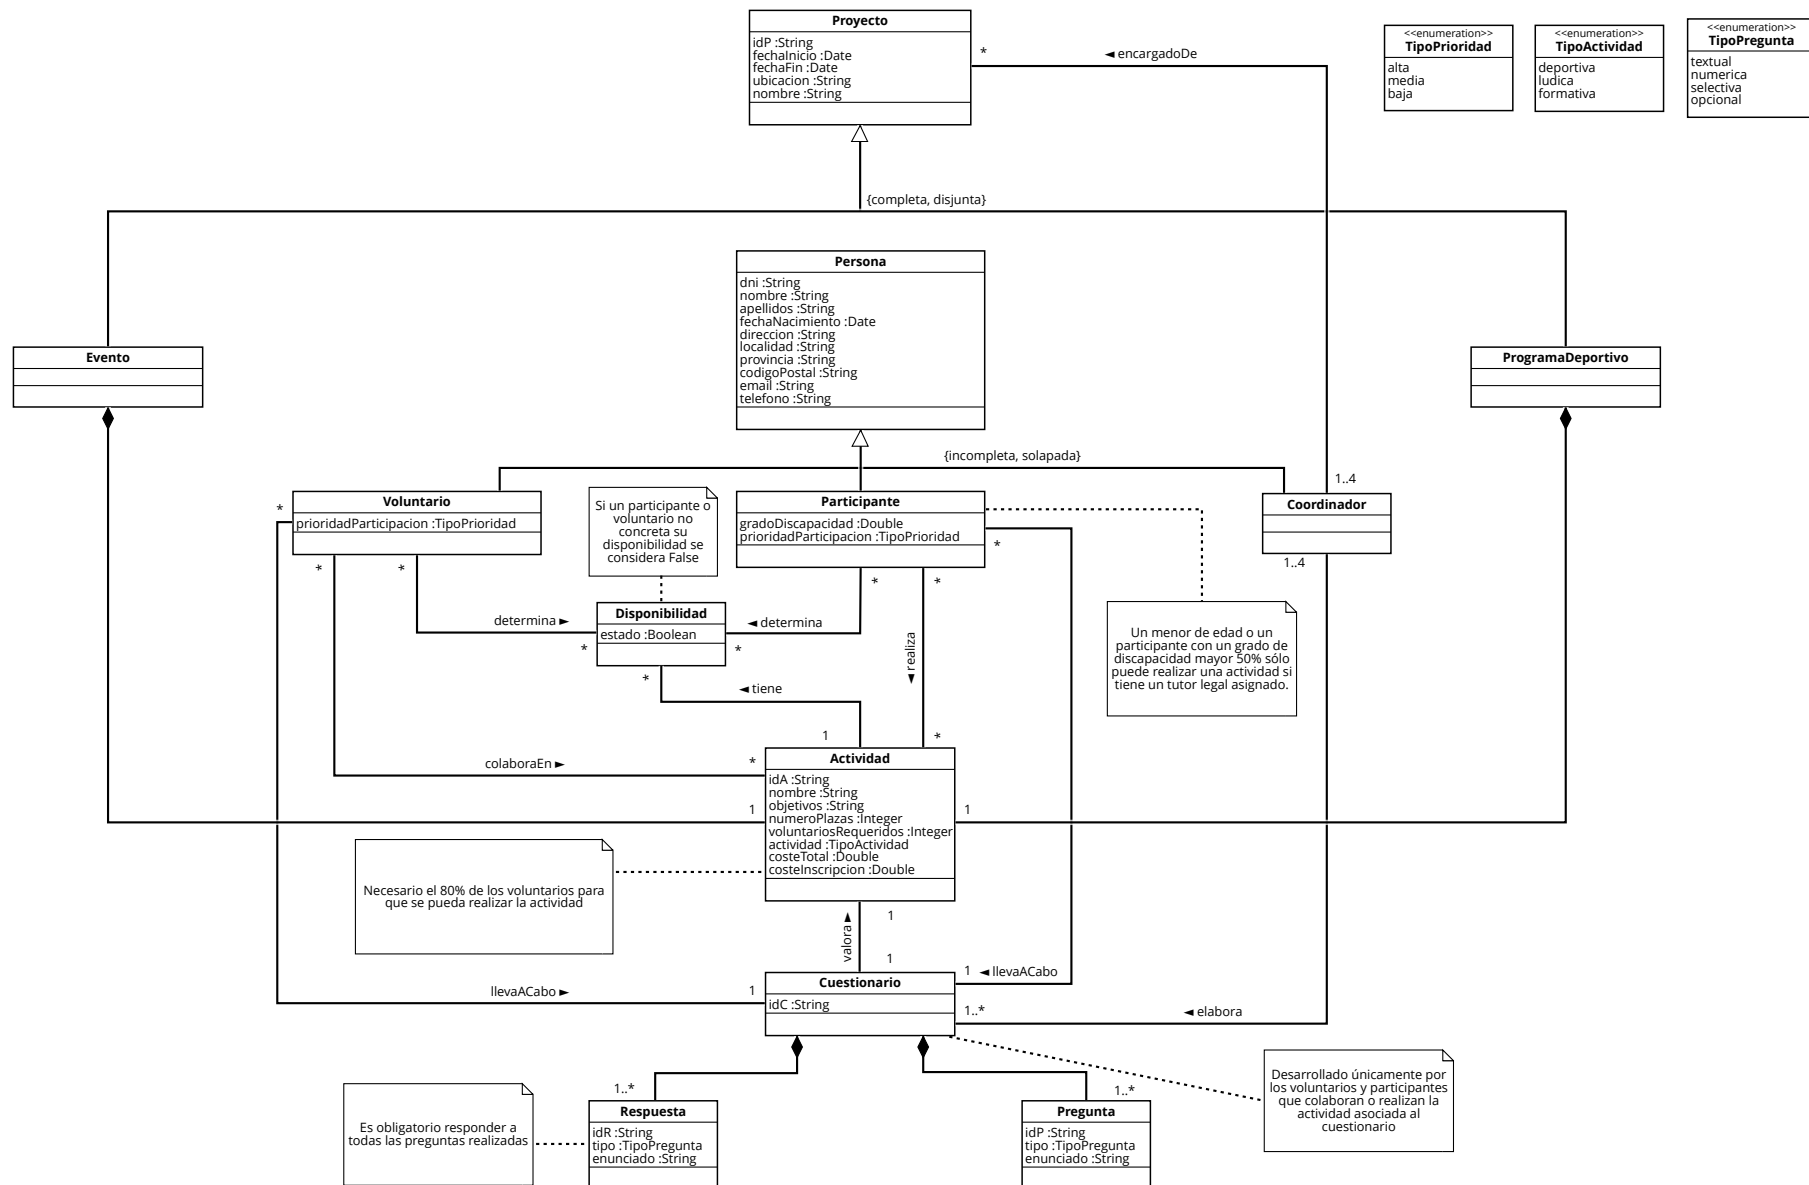 Proyecto
idP :String
fechaInicio :Date
fechaFin :Date
ubicacion :String
nombre :String
*
◄ encargadoDe
<<enumeration>>
TipoPrioridad
alta
media
baja
<<enumeration>>
TipoActividad
deportiva
ludica
formativa
<<enumeration>>
TipoPregunta
textual
numerica
selectiva
opcional
{completa, disjunta}
Persona
dni :String
nombre :String
apellidos :String
fechaNacimiento :Date
direccion :String
localidad :String
provincia :String
codigoPostal :String
email :String
telefono :String
Evento
ProgramaDeportivo
{incompleta, solapada}
1..4
*
Voluntario
prioridadParticipacion :TipoPrioridad
*
*
Si un participante o
voluntario no
concreta su
disponibilidad se
considera False
Participante
gradoDiscapacidad :Double
prioridadParticipacion :TipoPrioridad
*
*
*
Coordinador
1..4
determina ►
*
Disponibilidad
estado :Boolean
*
*
◄ determina
◄ realiza
Un menor de edad o un
participante con un grado de
discapacidad mayor 50% sólo
puede realizar una actividad si
tiene un tutor legal asignado.
◄ tiene
1
*
colaboraEn ►
*
1
1
Actividad
idA :String
nombre :String
objetivos :String
numeroPlazas :Integer
voluntariosRequeridos :Integer
actividad :TipoActividad
costeTotal :Double
costeInscripcion :Double
Necesario el 80% de los voluntarios para
que se pueda realizar la actividad
1
valora ►
1
llevaACabo ►
1
1
◄ llevaACabo
Cuestionario
idC :String
1..*
◄ elabora
1..*
1..*
Es obligatorio responder a
todas las preguntas realizadas
Respuesta
idR :String
tipo :TipoPregunta
enunciado :String
Pregunta
idP :String
tipo :TipoPregunta
enunciado :String
Desarrollado únicamente por
los voluntarios y participantes
que colaboran o realizan la
actividad asociada al
cuestionario